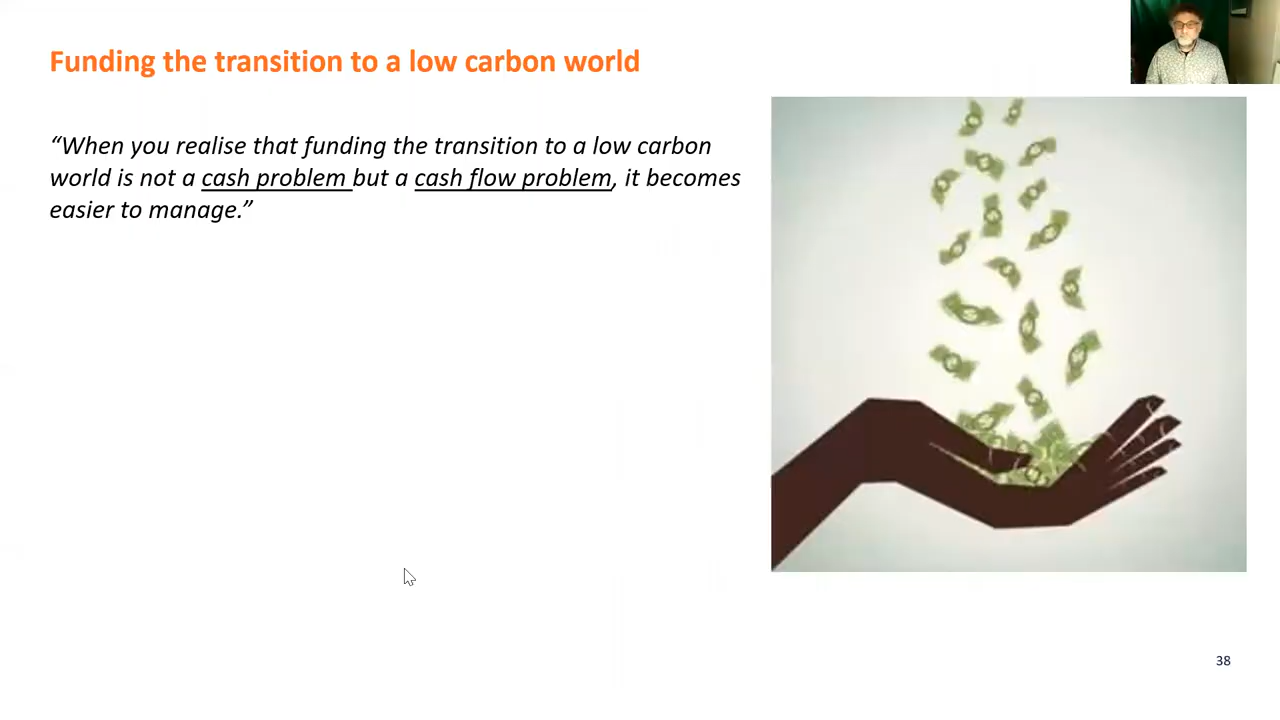 Funding the transition to a low carbon world
“When you realise that funding the transition to a low carbon
world is not a cash problem but a cash flow problem, it becomes
easier to manage.”
38